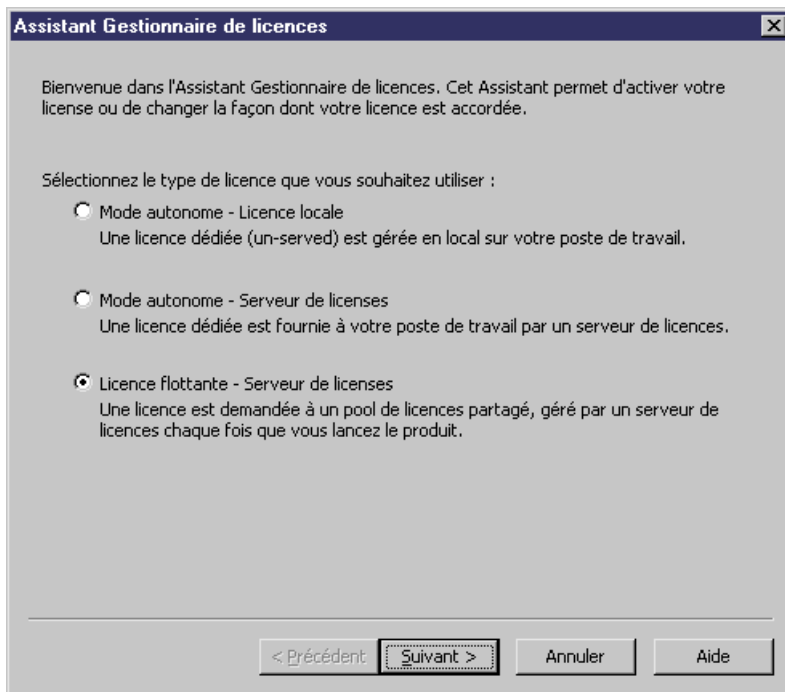 Assistant Gestionnaire de licences
Bienvenue dans l'Assistant Gestionnaire de licences. Cet Assistant permet d'activer votre
license ou de changer la façon dont votre licence est accordée.
Sélectionnez le type de licence que vous souhaitez utiliser :
Mode autonome - Licence locale
Une licence dédiée (un-served) est gérée en local sur votre poste de travail.
Mode autonome - Serveur de licenses
Une licence dédiée est fournie à votre poste de travail par un serveur de licences.
Licence flottante - Serveur de licenses
Une licence est demandée à un pool de licences partagé, géré par un serveur de
licences chaque fois que vous lancez le produit.
< Précédent Suivant > Annuler Aide